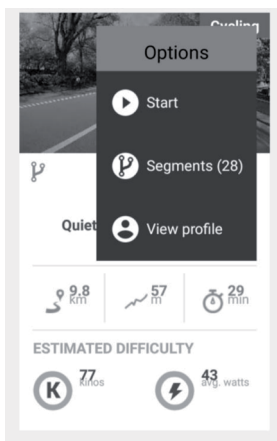 Cycling
Options
Start
Segments (28)
View profile
Quiet
9.8 km
57 m
29 min
ESTIMATED DIFFICULTY
K
77 kinos
43 avg. watts